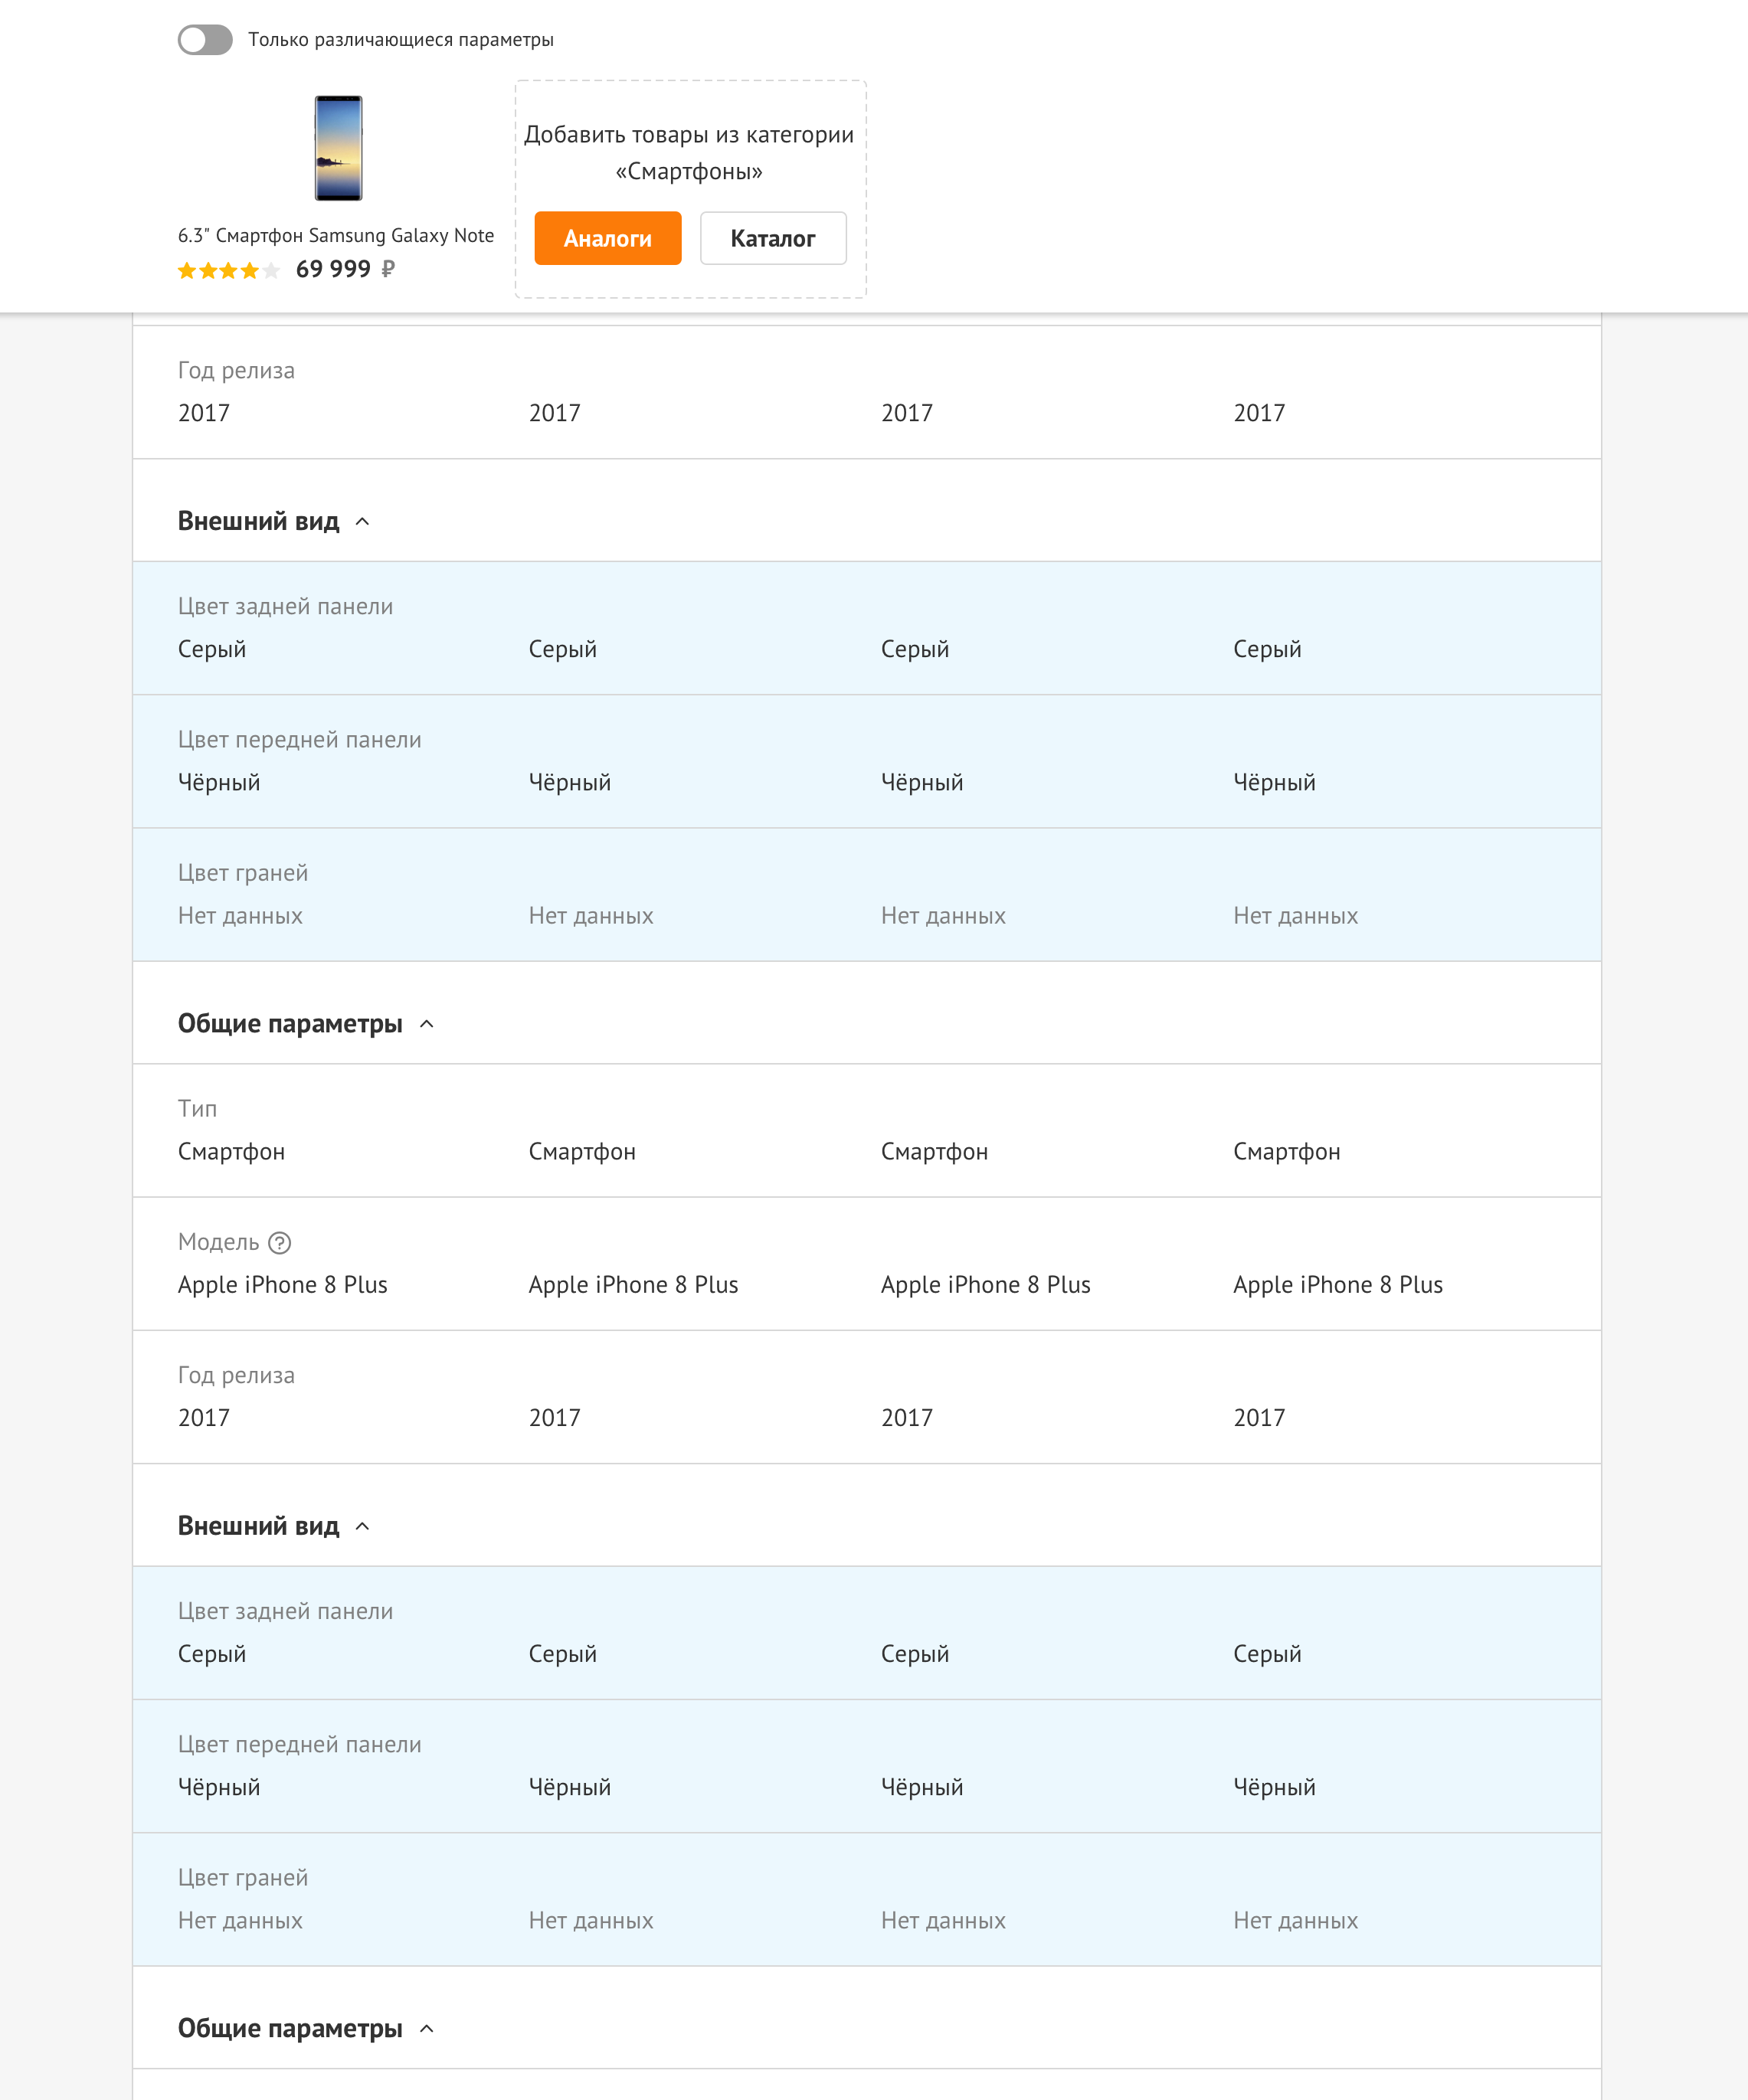 Только различающиеся параметры
Добавить товары из категории
«Смартфоны»
Аналоги Каталог
6.3" Смартфон Samsung Galaxy Note
69 999 ₽
Год релиза
2017 2017 2017 2017
Внешний вид
Цвет задней панели
Серый Серый Серый Серый
Цвет передней панели
Чёрный Чёрный Чёрный Чёрный
Цвет граней
Нет данных Нет данных Нет данных Нет данных
Общие параметры
Тип
Смартфон Смартфон Смартфон Смартфон
Модель ?
Apple iPhone 8 Plus Apple iPhone 8 Plus Apple iPhone 8 Plus Apple iPhone 8 Plus
Год релиза
2017 2017 2017 2017
Внешний вид
Цвет задней панели
Серый Серый Серый Серый
Цвет передней панели
Чёрный Чёрный Чёрный Чёрный
Цвет граней
Нет данных Нет данных Нет данных Нет данных
Общие параметры